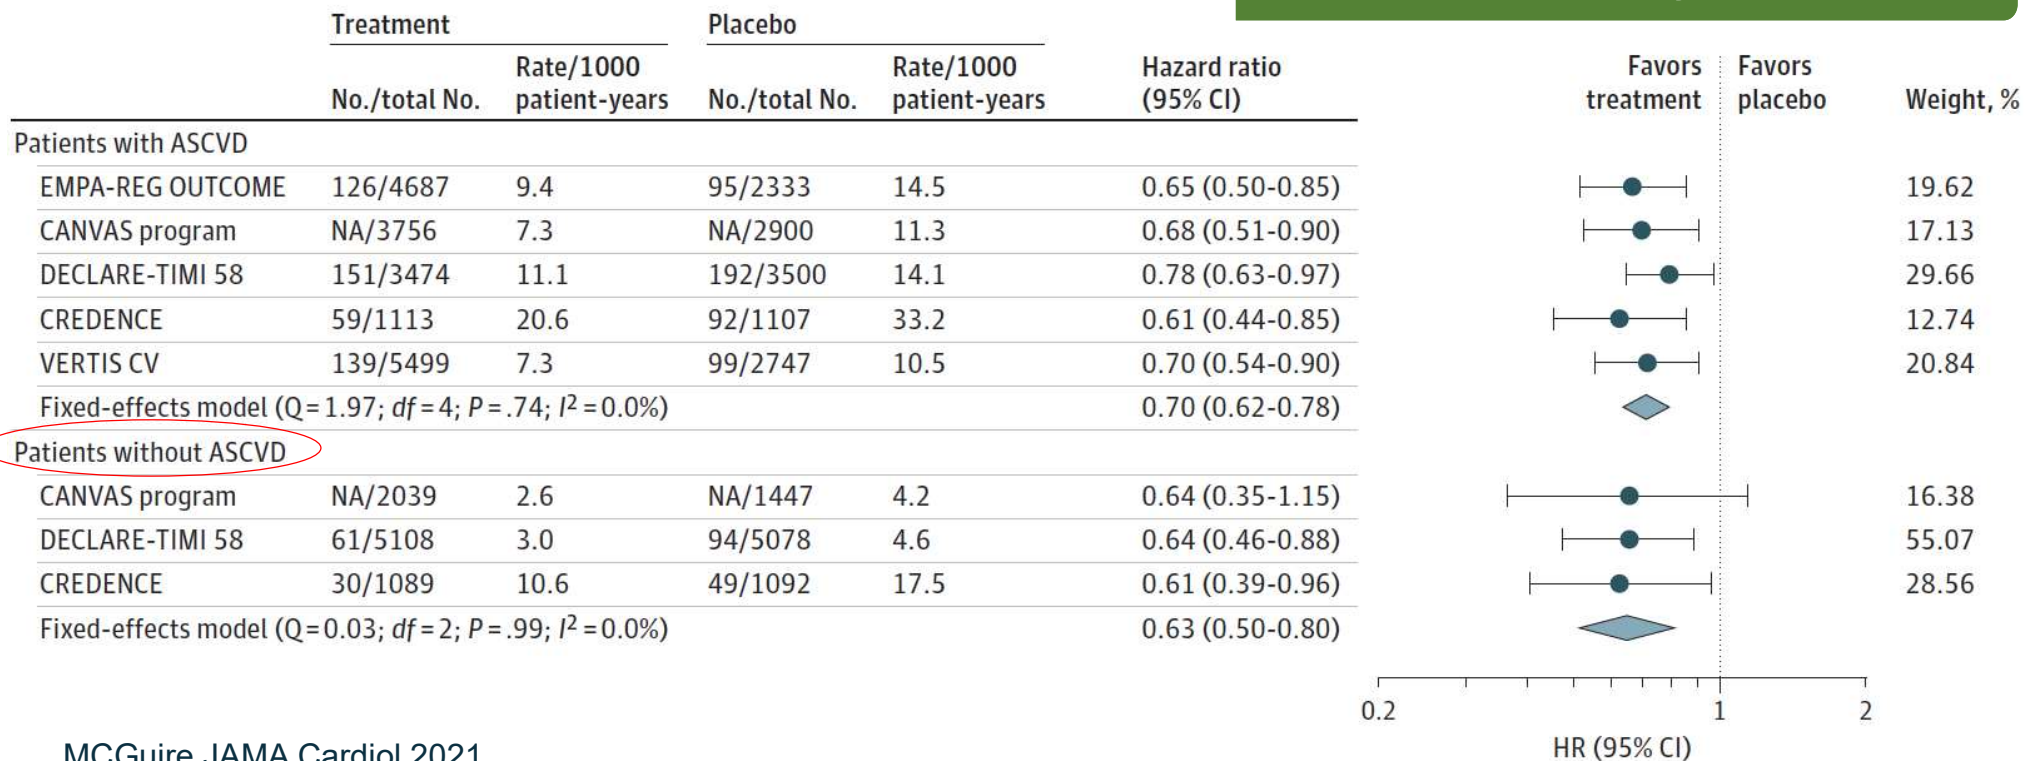 Treatment Placebo
No./total No. Rate/1000 patient-years No./total No. Rate/1000 patient-years Hazard ratio (95% CI) Favors treatment Favors placebo Weight, %
Patients with ASCVD
EMPA-REG OUTCOME 126/4687 9.4 95/2333 14.5 0.65 (0.50-0.85) 19.62
CANVAS program NA/3756 7.3 NA/2900 11.3 0.68 (0.51-0.90) 17.13
DECLARE-TIMI 58 151/3474 11.1 192/3500 14.1 0.78 (0.63-0.97) 29.66
CREDENCE 59/1113 20.6 92/1107 33.2 0.61 (0.44-0.85) 12.74
VERTIS CV 139/5499 7.3 99/2747 10.5 0.70 (0.54-0.90) 20.84
Fixed-effects model (Q=1.97; df=4; P=.74; I²=0.0%) 0.70 (0.62-0.78)
Patients without ASCVD
CANVAS program NA/2039 2.6 NA/1447 4.2 0.64 (0.35-1.15) 16.38
DECLARE-TIMI 58 61/5108 3.0 94/5078 4.6 0.64 (0.46-0.88) 55.07
CREDENCE 30/1089 10.6 49/1092 17.5 0.61 (0.39-0.96) 28.56
Fixed-effects model (Q=0.03; df=2; P=.99; I²=0.0%) 0.63 (0.50-0.80)
0.2 1 2
HR (95% CI)
MCGuire JAMA Cardiol 2021